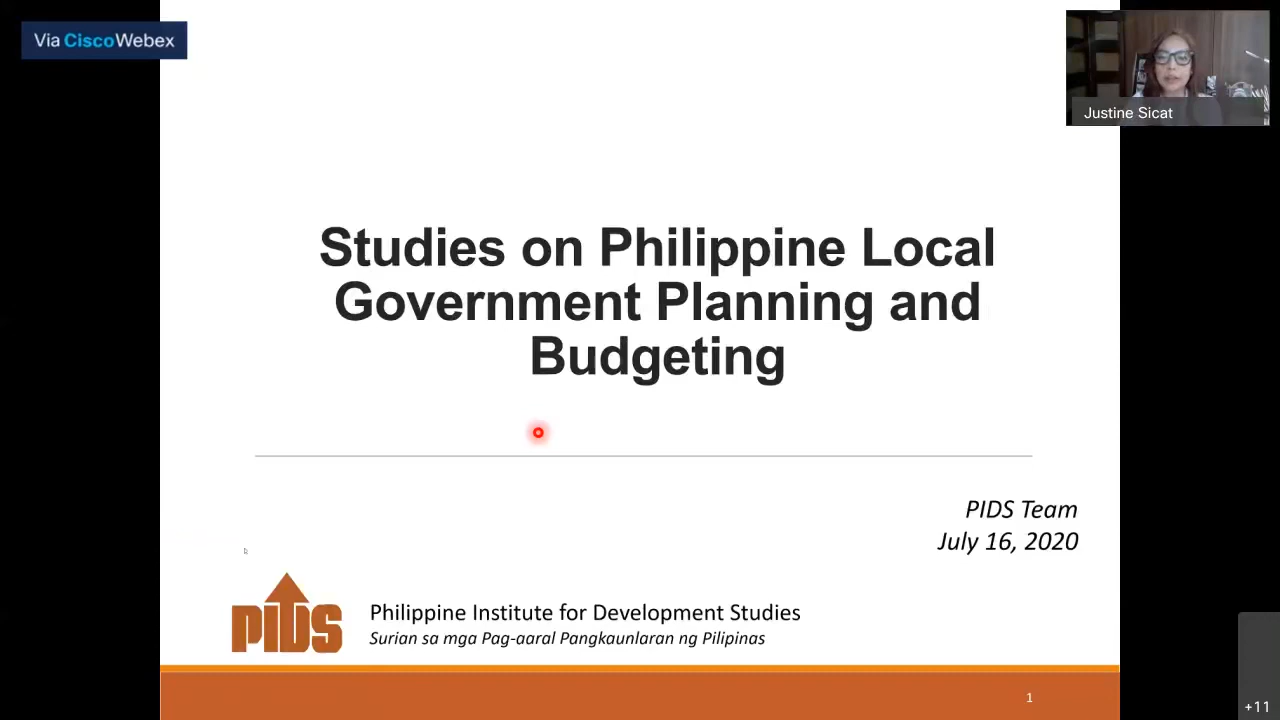 Via CiscoWebex
Justine Sicat
Studies on Philippine Local
Government Planning and
Budgeting
PIDS Team
July 16, 2020
PIDS
Philippine Institute for Development Studies
Surian sa mga Pag-aaral Pangkaunlaran ng Pilipinas
1
+11